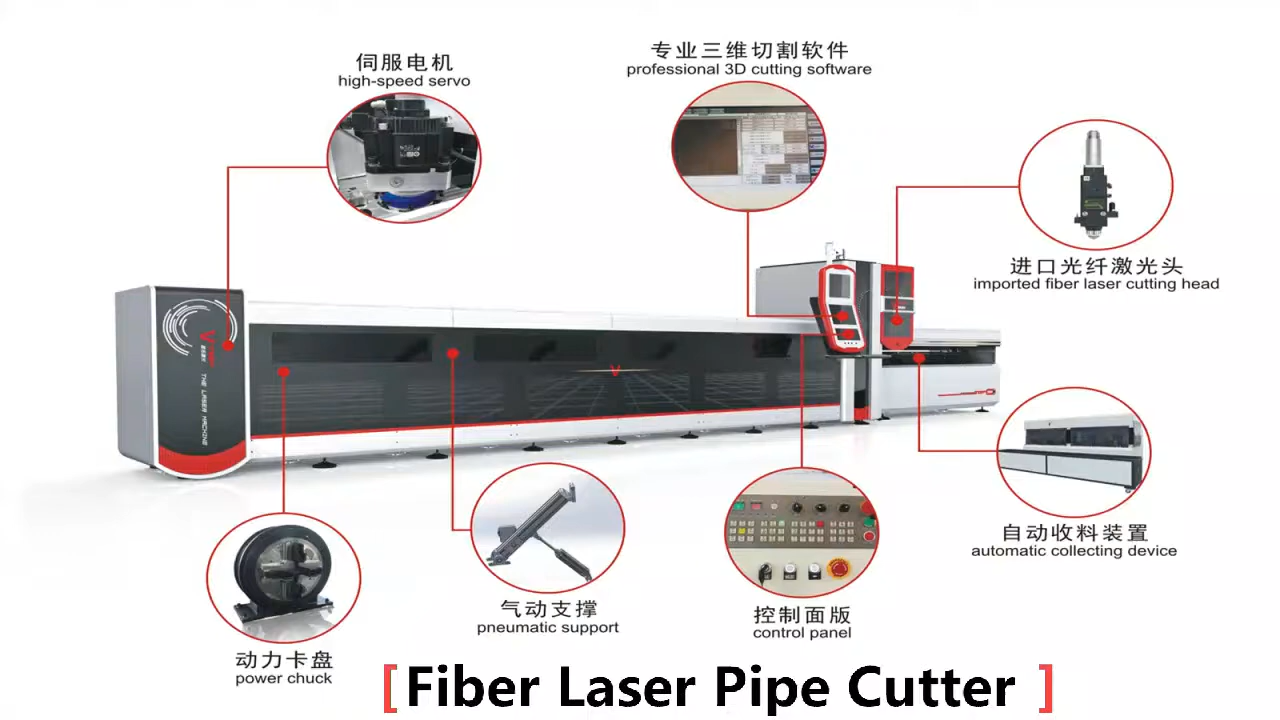 伺服电机
high-speed servo
专业三维切割软件
professional 3D cutting software
进口光纤激光头
imported fiber laser cutting head
V
THE LASER MACHINE
V
自动收料装置
automatic collecting device
气动支撑
pneumatic support
控制面版
control panel
动力卡盘
power chuck
[Fiber Laser Pipe Cutter]